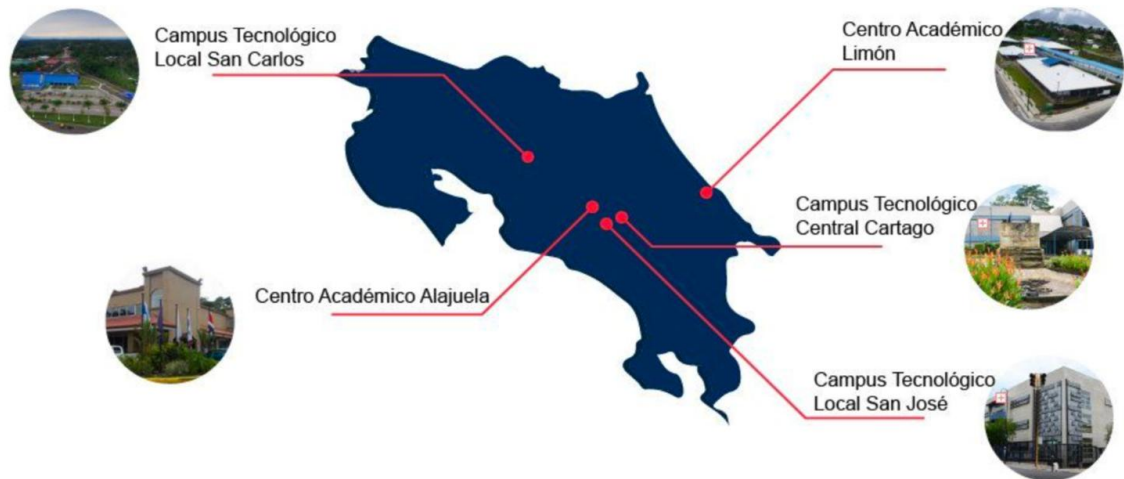 Campus Tecnológico
Local San Carlos
Centro Académico
Limón
Campus Tecnológico
Central Cartago
Centro Académico Alajuela
Campus Tecnológico
Local San José